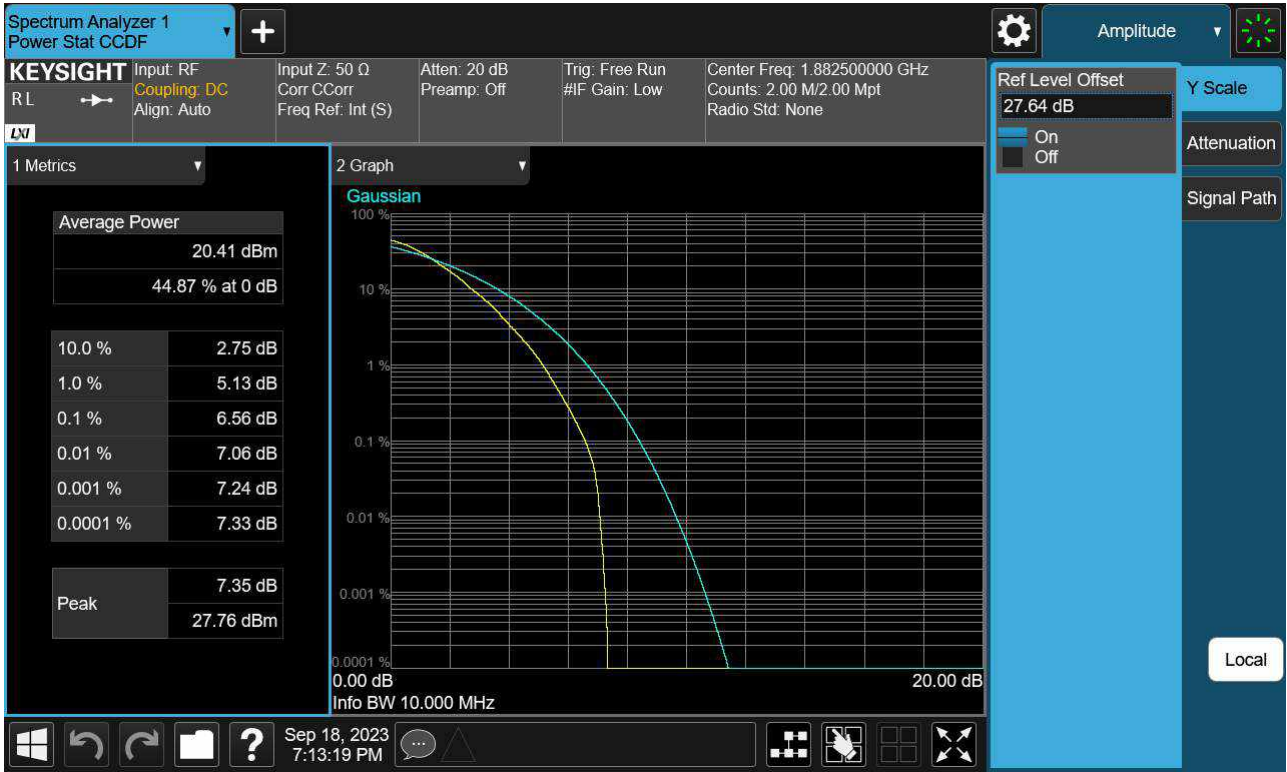 Spectrum Analyzer 1
Power Stat CCDF
+
Amplitude
KEYSIGHT
RL
LXI
Input: RF
Coupling: DC
Align: Auto
Input Z: 50 Ω
Corr CCorr
Freq Ref: Int (S)
Atten: 20 dB
Preamp: Off
Trig: Free Run
#IF Gain: Low
Center Freq: 1.882500000 GHz
Counts: 2.00 M/2.00 Mpt
Radio Std: None
Ref Level Offset
27.64 dB
On
Off
Y Scale
Attenuation
Signal Path
1 Metrics
Average Power
20.41 dBm
44.87 % at 0 dB
10.0 % 2.75 dB
1.0 % 5.13 dB
0.1 % 6.56 dB
0.01 % 7.06 dB
0.001 % 7.24 dB
0.0001 % 7.33 dB
Peak
7.35 dB
27.76 dBm
2 Graph
Gaussian
100 %
10 %
1 %
0.1 %
0.01 %
0.001 %
0.0001 %
0.00 dB 20.00 dB
Info BW 10.000 MHz
Local
?
Sep 18, 2023
7:13:19 PM